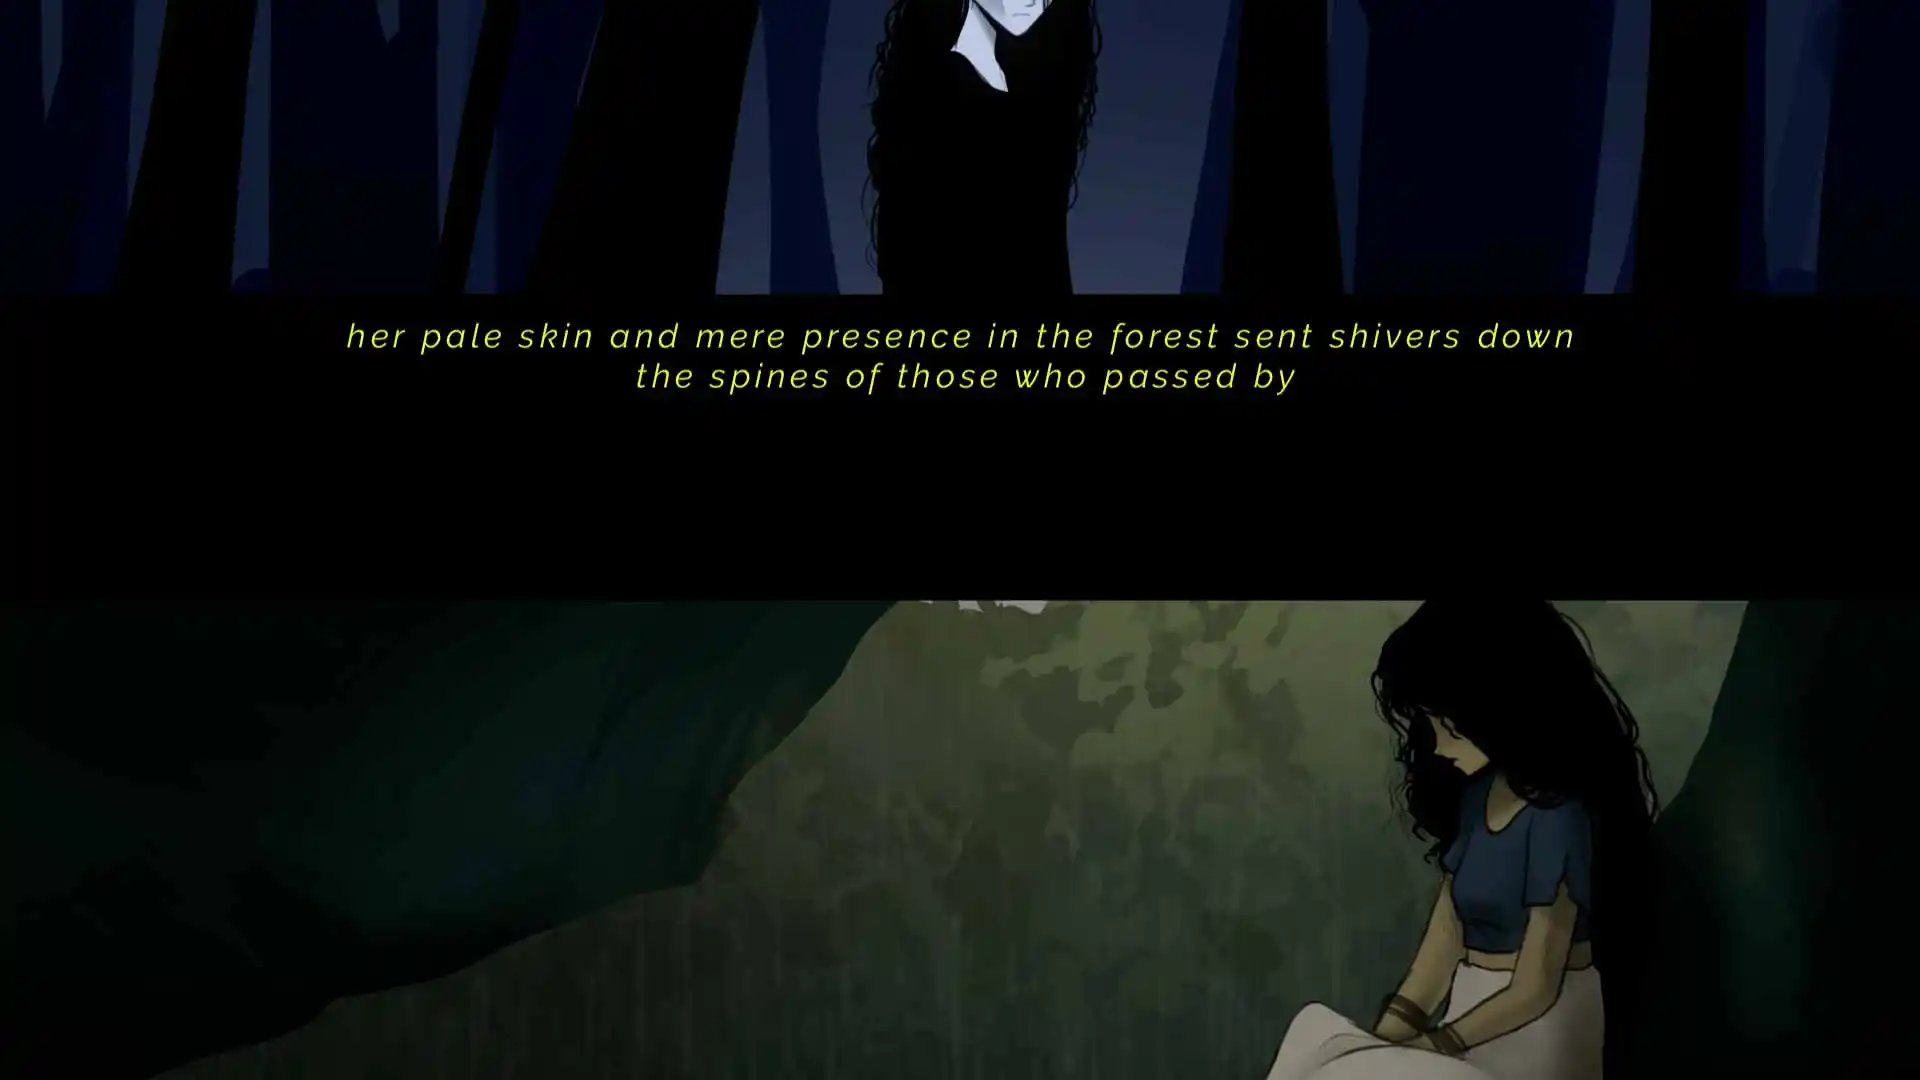 her pale skin and mere presence in the forest sent shivers down
the spines of those who passed by